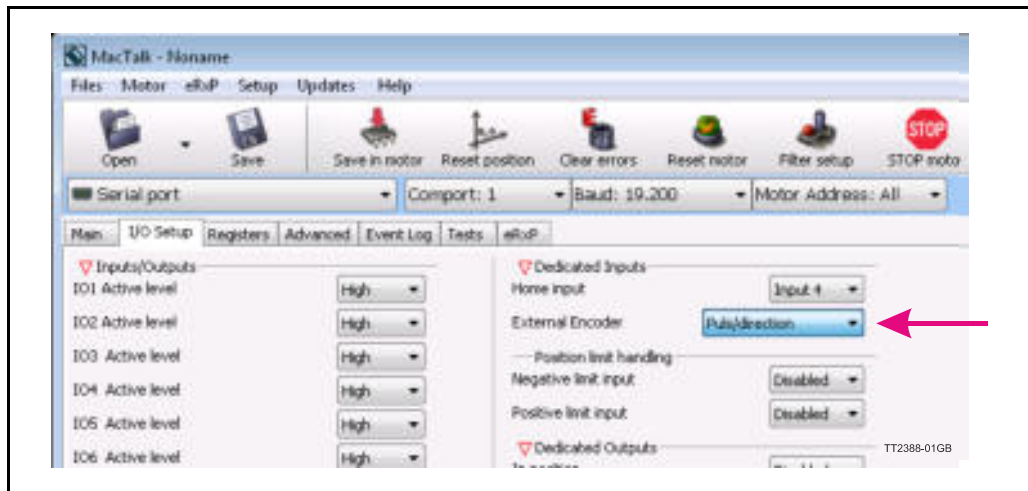 MacTalk - Noname
Files Motor eRxP Setup Updates Help
Open Save Save in motor Reset position Clear errors Reset motor Filter setup STOP moto
STOP
Serial port Comport: 1 Baud: 19.200 Motor Address: All
Main I/O Setup Registers Advanced Event Log Tests eRxP
Inputs/Outputs
IO1 Active level High
IO2 Active level High
IO3 Active level High
IO4 Active level High
IO5 Active level High
IO6 Active level High
Dedicated Inputs
Home input Input 4
External Encoder Puls/direction
Position limit handling
Negative limit input Disabled
Positive limit input Disabled
Dedicated Outputs
TT2388-01GB